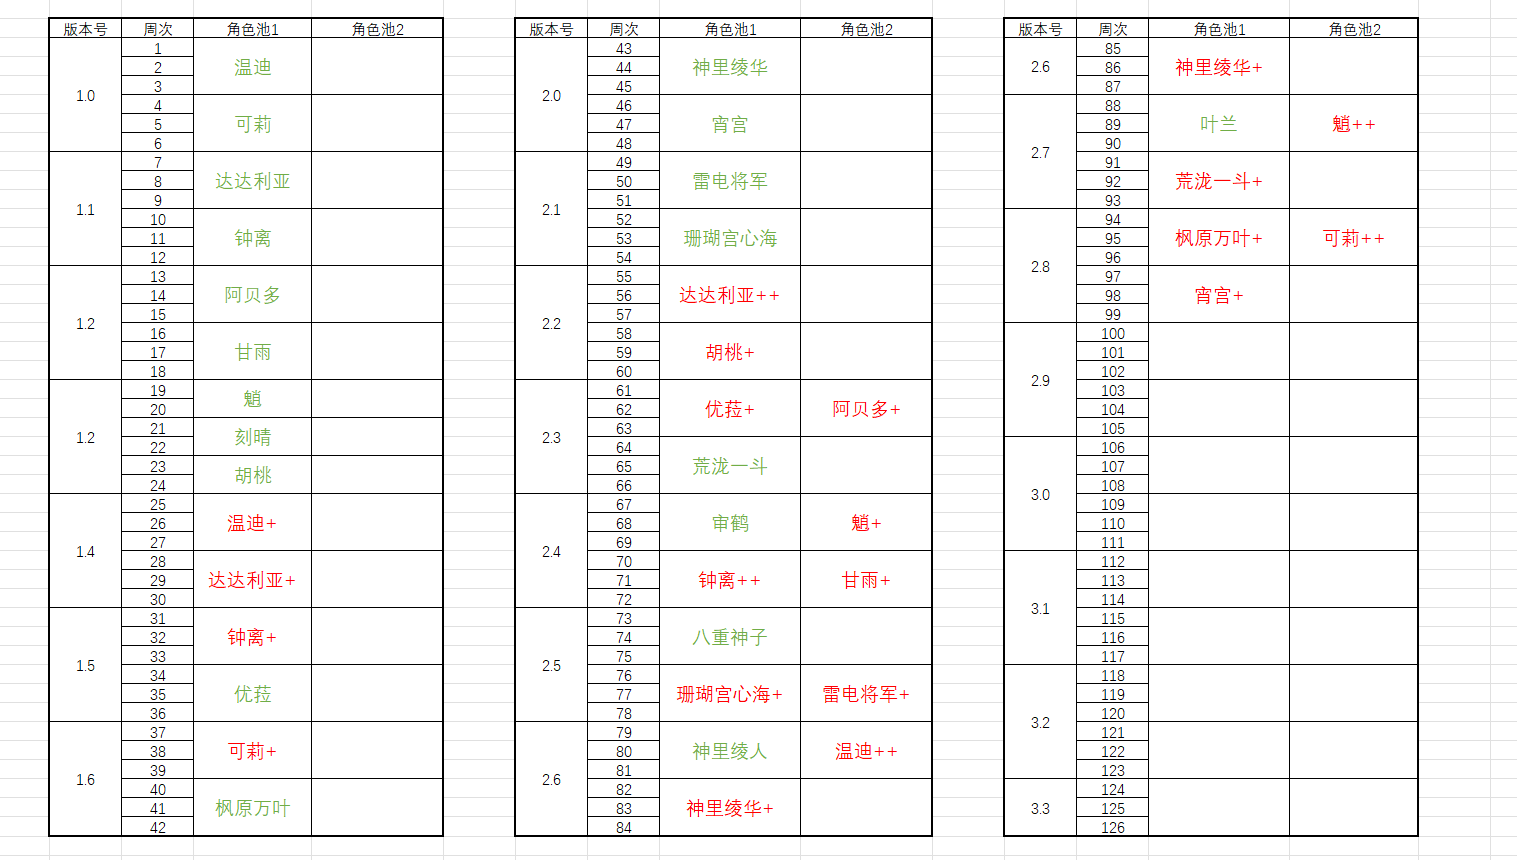 版本号 周次 角色池1 角色池2
1.0 1 温迪
2
3
4 可莉
5
6
1.1 7 达达利亚
8
9
10 钟离
11
12
1.2 13 阿贝多
14
15
16 甘雨
17
18
1.2 19 魈
20
21 刻晴
22
23 胡桃
24
1.4 25 温迪+
26
27
28 达达利亚+
29
30
1.5 31 钟离+
32
33
34 优菈
35
36
1.6 37 可莉+
38
39
40 枫原万叶
41
42
版本号 周次 角色池1 角色池2
2.0 43 神里绫华
44
45
46 宵宫
47
48
2.1 49 雷电将军
50
51
52 珊瑚宫心海
53
54
2.2 55 达达利亚++
56
57
58 胡桃+
59
60
2.3 61 优菈+ 阿贝多+
62
63
64 荒泷一斗
65
66
2.4 67 审鹤 魈+
68
69
70 钟离++ 甘雨+
71
72
2.5 73 八重神子
74
75
76 珊瑚宫心海+ 雷电将军+
77
78
2.6 79 神里绫人 温迪++
80
81
82 神里绫华+
83
84
版本号 周次 角色池1 角色池2
2.6 85 神里绫华+
86
87
2.7 88 叶兰 魈++
89
90
91 荒泷一斗+
92
93
2.8 94 枫原万叶+ 可莉++
95
96
97 宵宫+
98
99
2.9 100
101
102
103
104
105
3.0 106
107
108
109
110
111
3.1 112
113
114
115
116
117
3.2 118
119
120
121
122
123
3.3 124
125
126